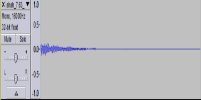 Mono, 16000Hz
32-bit float
Mute Solo
- +
L R
1.0
0.5
0.0
-0.5
-1.0